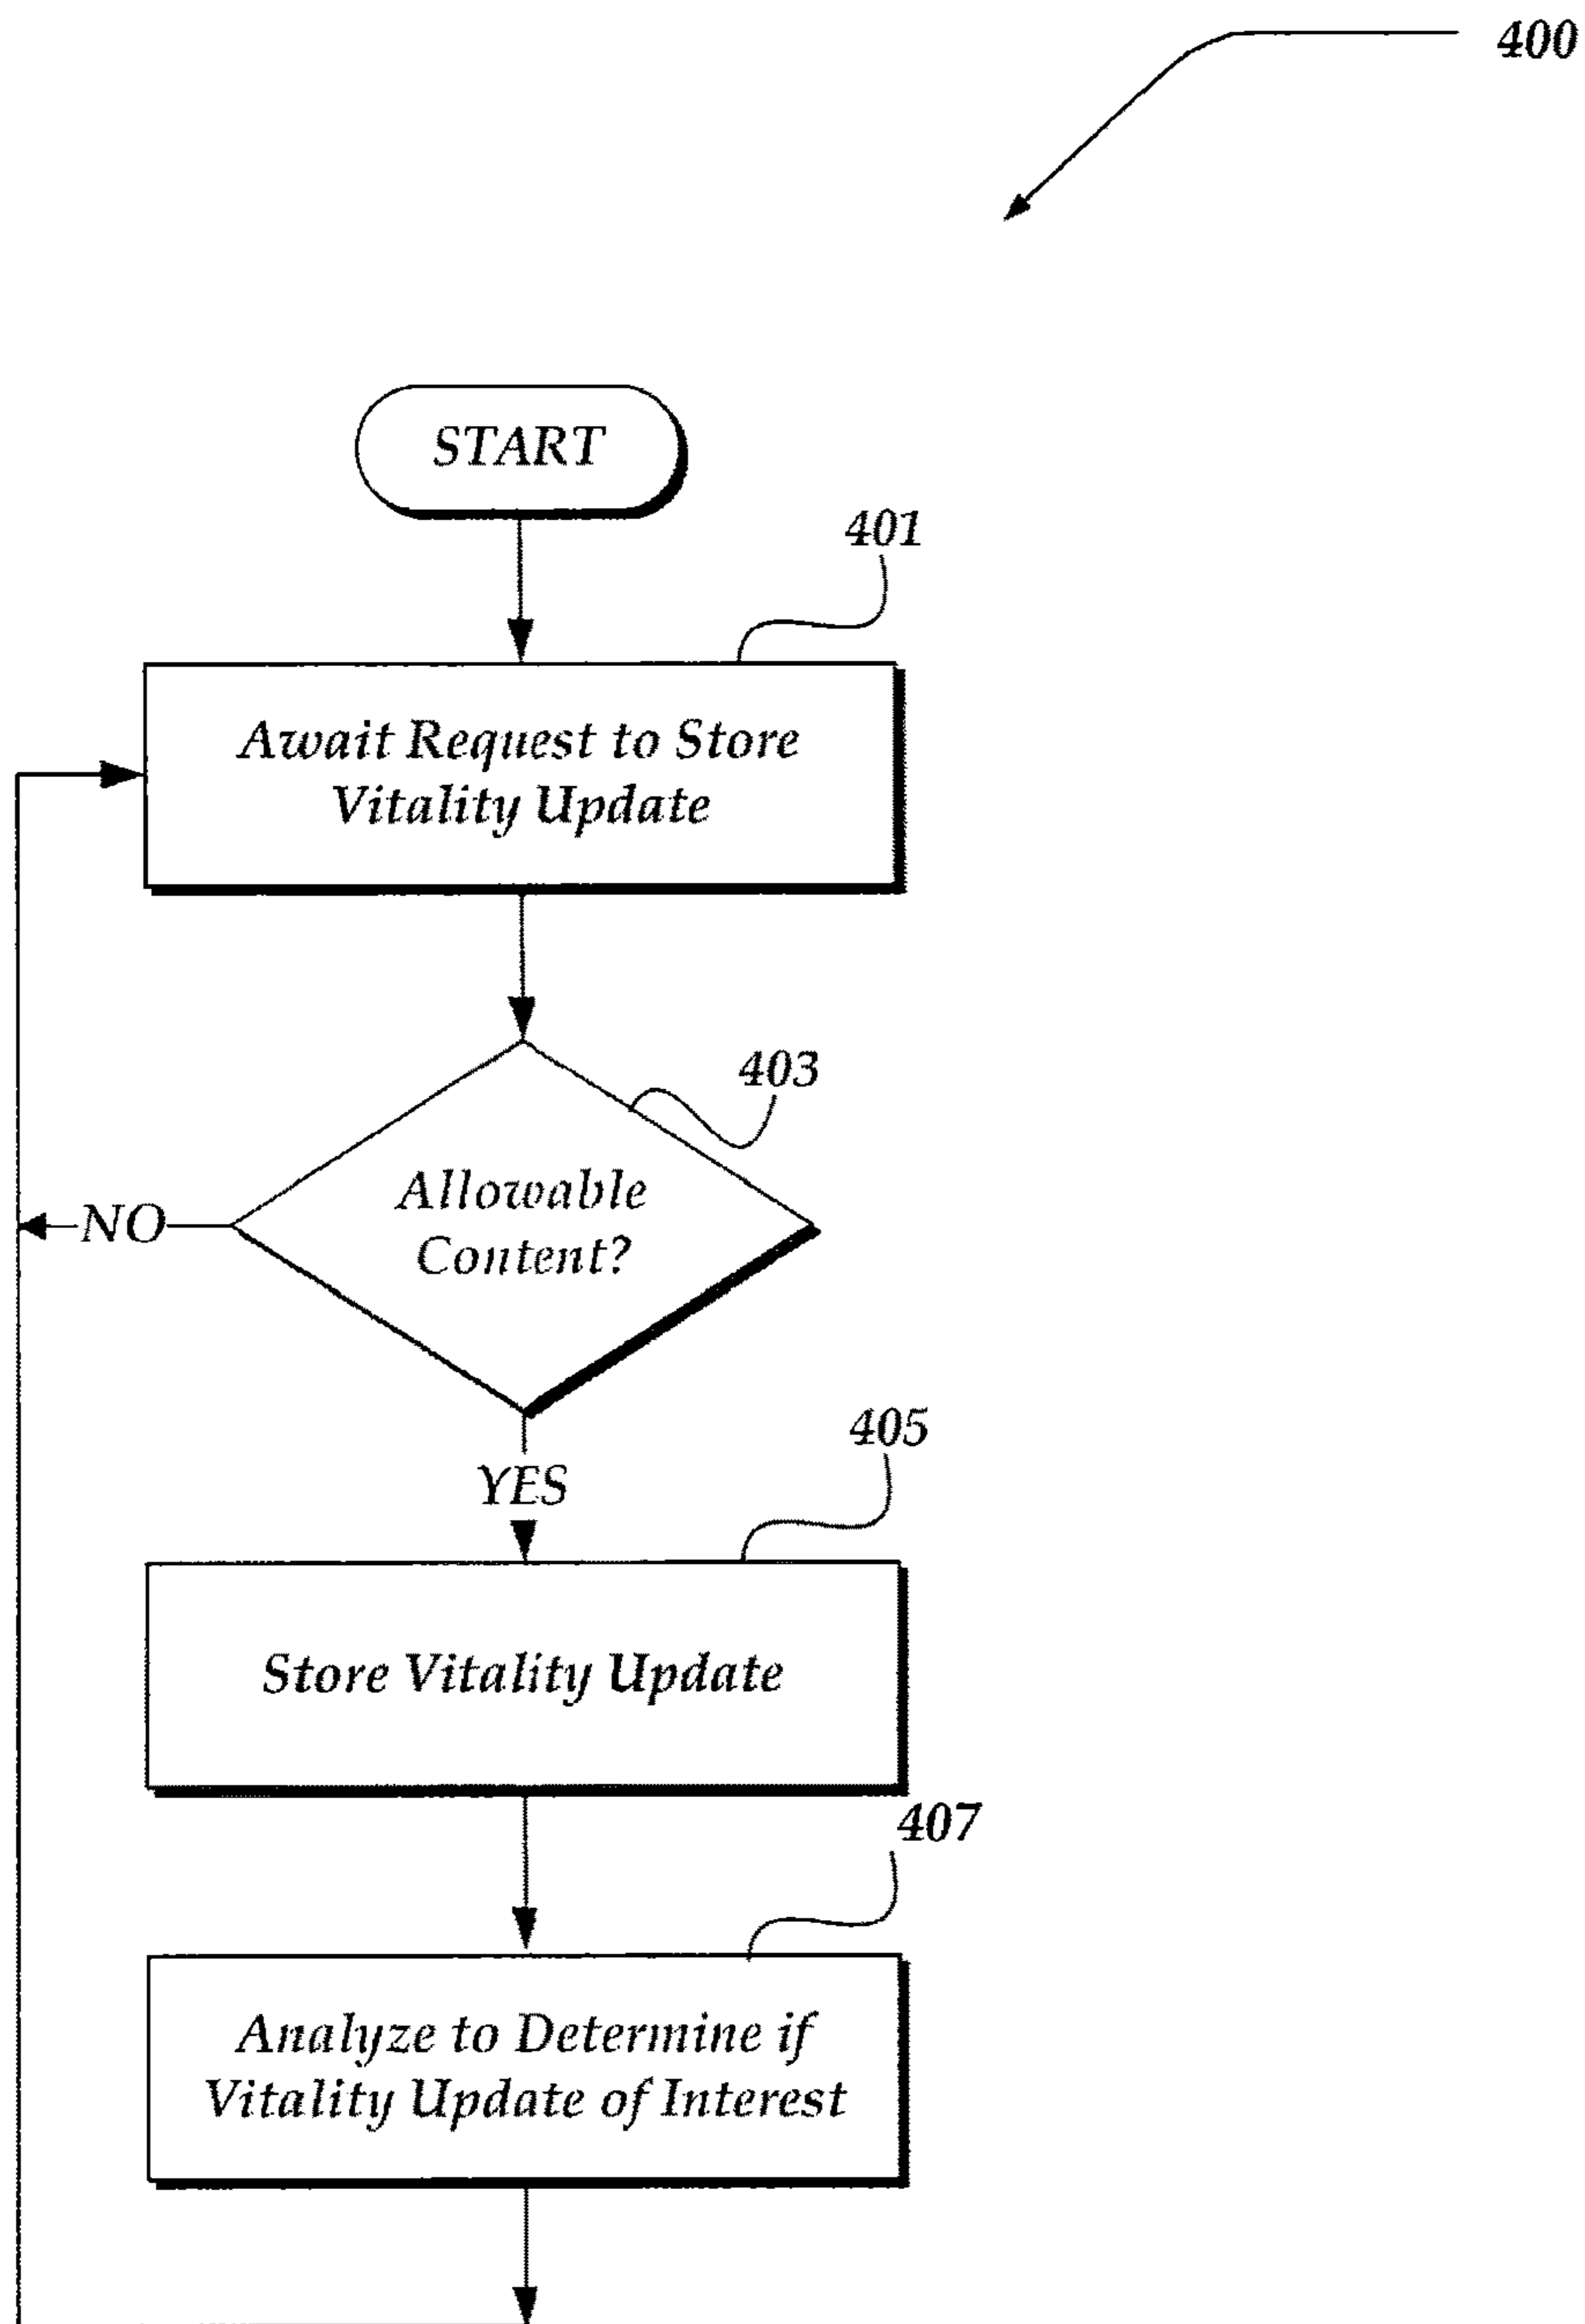 400
START
401
Await Request to Store
Vitality Update
403
Allowable
Content?
NO
YES
405
Store Vitality Update
407
Analyze to Determine if
Vitality Update of Interest